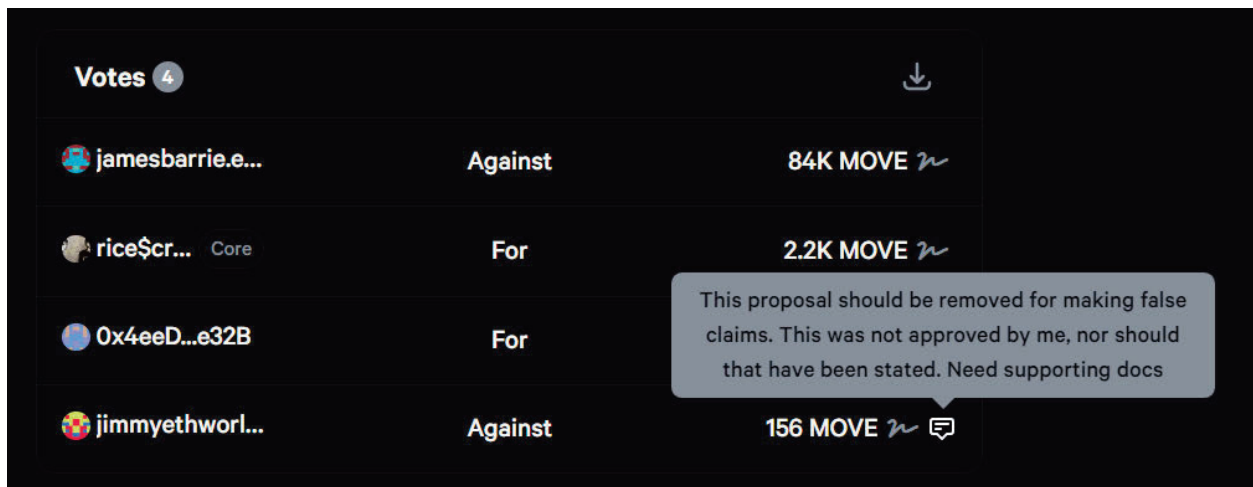 Votes 4
jamesbarrie.e... Against 84K MOVE
rice$cr... Core For 2.2K MOVE
This proposal should be removed for making false
claims. This was not approved by me, nor should
that have been stated. Need supporting docs
0x4eeD...e32B For
jimmyethworl... Against 156 MOVE